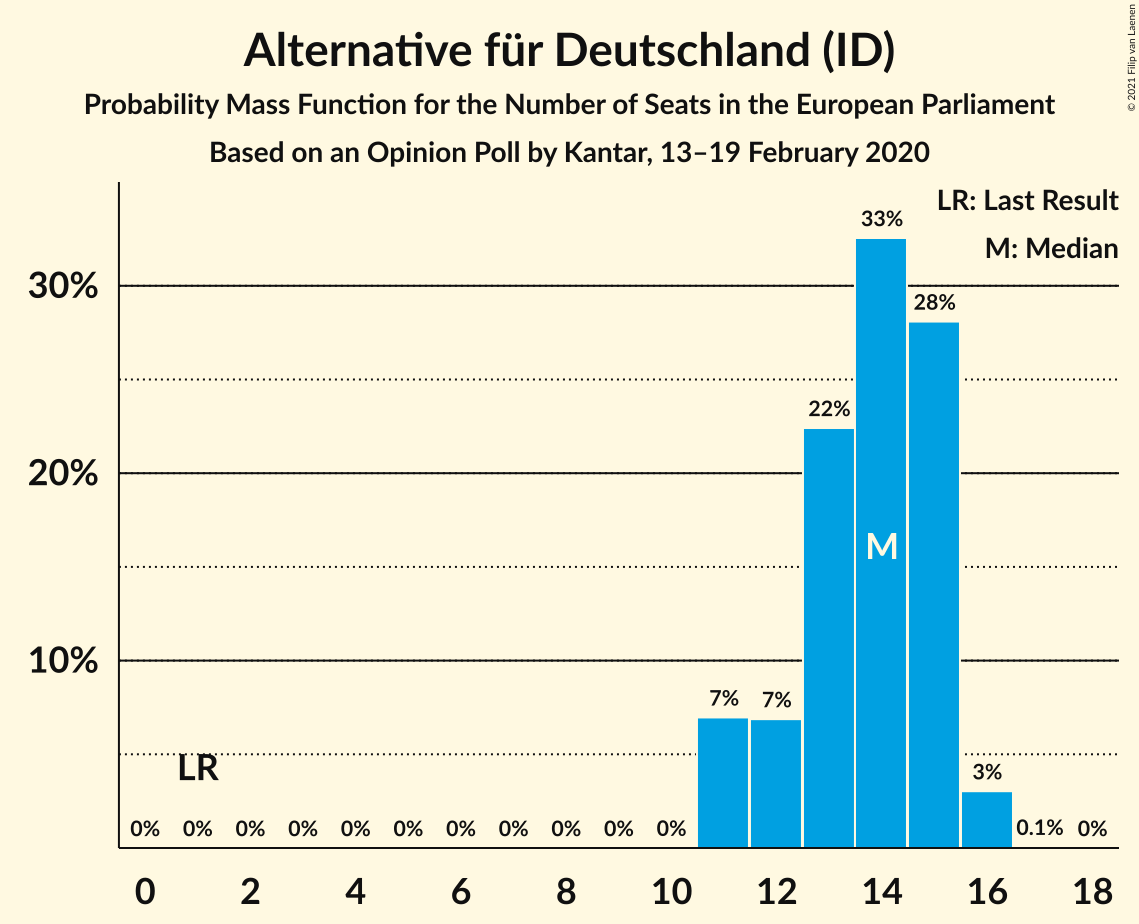 Alternative für Deutschland (ID)
Probability Mass Function for the Number of Seats in the European Parliament
Based on an Opinion Poll by Kantar, 13–19 February 2020
© 2021 Filip van Laenen
LR: Last Result
M: Median
33%
30%
28%
22%
20%
M
10%
7% 7%
LR
3%
0% 0% 0% 0% 0% 0% 0% 0% 0% 0% 0% 0.1% 0%
0 2 4 6 8 10 12 14 16 18